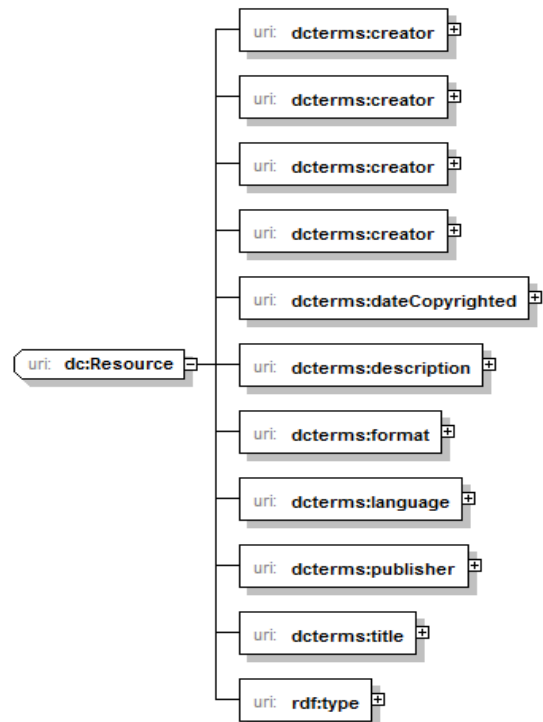 uri: dcterms:creator
uri: dcterms:creator
uri: dcterms:creator
uri: dcterms:creator
uri: dcterms:dateCopyrighted
uri: dc:Resource
uri: dcterms:description
uri: dcterms:format
uri: dcterms:language
uri: dcterms:publisher
uri: dcterms:title
uri: rdf:type